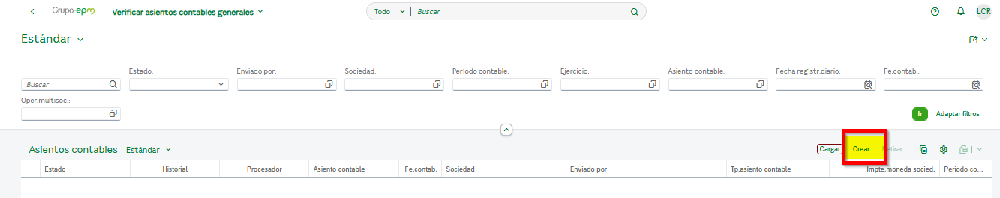 Grupo·epm Verificar asientos contables generales Todo Buscar LCR
Estándar
Estado: Enviado por: Sociedad: Período contable: Ejercicio: Asiento contable: Fecha registr.diario: Fe.contab.:
Buscar
Oper.multisoc.:
Ir Adaptar filtros
Asientos contables Estándar Cargar Crear Retirar
Estado Historial Procesador Asiento contable Fe.contab. Sociedad Enviado por Tp.asiento contable Impte.moneda socied. Período co...